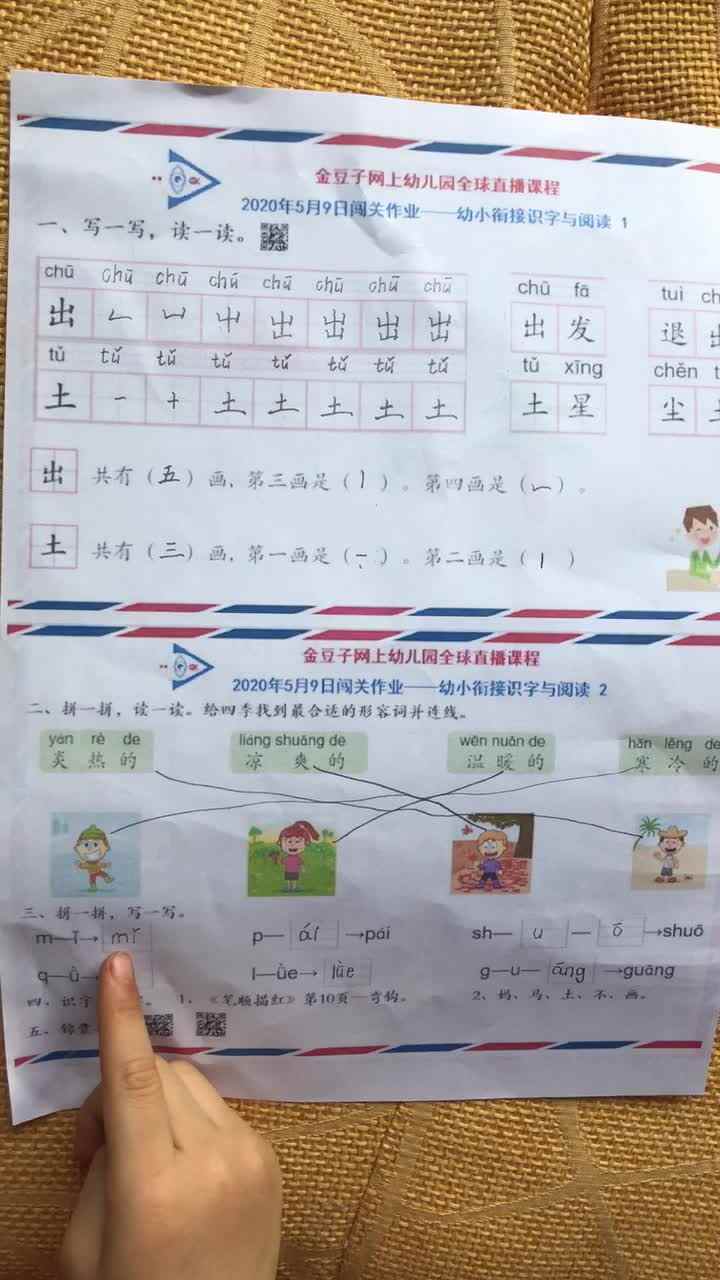 金豆子网上幼儿园全球直播课程
2020年5月9日闯关作业——幼小衔接识字与阅读 1
一、写一写，读一读。
chū chū chū chū chū chū chū chū chū fā tuì
出 𠃊 凵 屮 出 出 出 出 出 发 退
tǔ tǔ tǔ tǔ tǔ tǔ tǔ tǔ tǔ xīng chén
土 一 十 土 土 土 土 土 土 星 尘 土
出 共有（五）画，第三画是（丨）。第四画是（𠃊）。
土 共有（三）画，第一画是（一）。第二画是（丨）
金豆子网上幼儿园全球直播课程
2020年5月9日闯关作业——幼小衔接识字与阅读 2
二、拼一拼，读一读。给四季找到最合适的形容词并连线。
yán rè de liáng shuǎng de wēn nuǎn de hán lěng de
炎 热 的 凉 爽 的 温 暖 的 寒 冷 的
三、拼一拼，写一写。
m—ǐ→ mǐ p— ái →pái sh— u — ō →shuō
q—ǜ→ l—üè→ lüè g—u— ǎng →guǎng
四、识字 1、《笔顺描红》第10页—弯钩。 2、妈、马、土、不、画。
五、